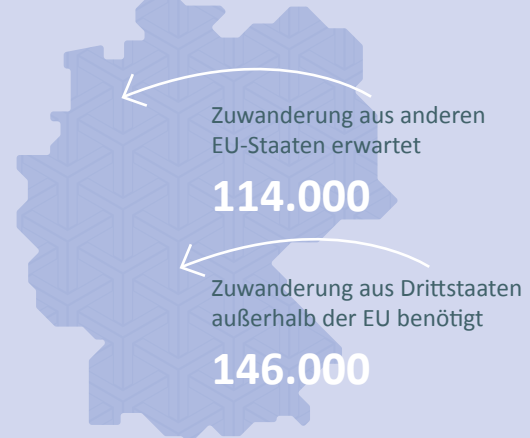 Zuwanderung aus anderen
EU-Staaten erwartet
114.000
Zuwanderung aus Drittstaaten
außerhalb der EU benötigt
146.000